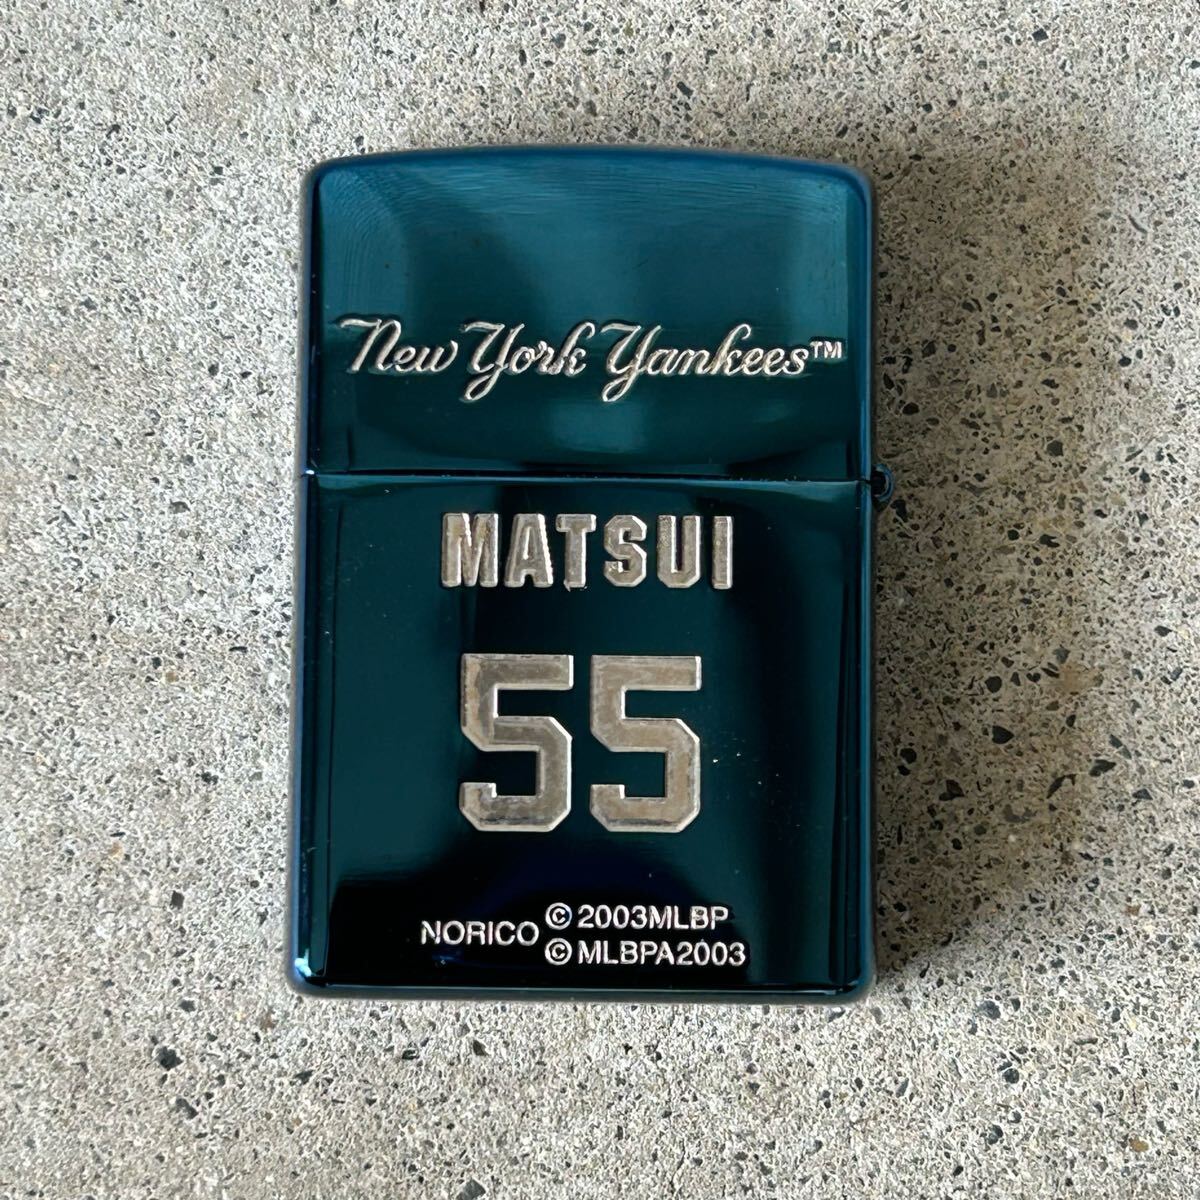 New York Yankees™
MATSUI
55
NORICO ©2003MLBP
©MLBPA2003